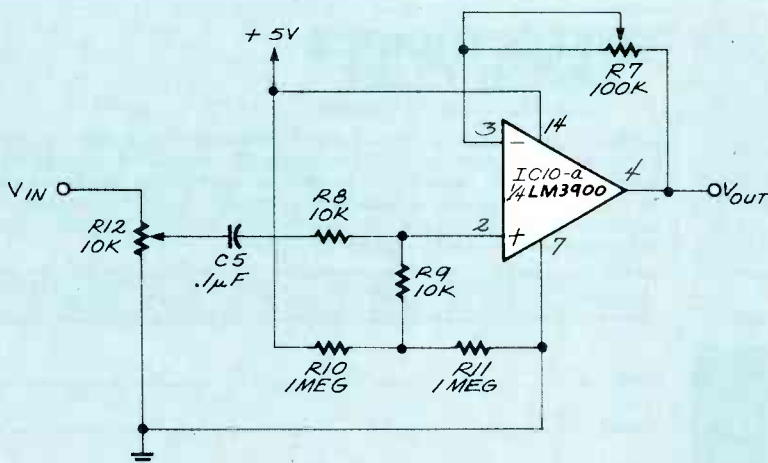 + 5V
R7
100K
3
-
14
IC10-a
1/4 LM3900
4
VIN
VOUT
R12
10K
C5
.1µF
R8
10K
2
+
7
R9
10K
R10
1MEG
R11
1MEG